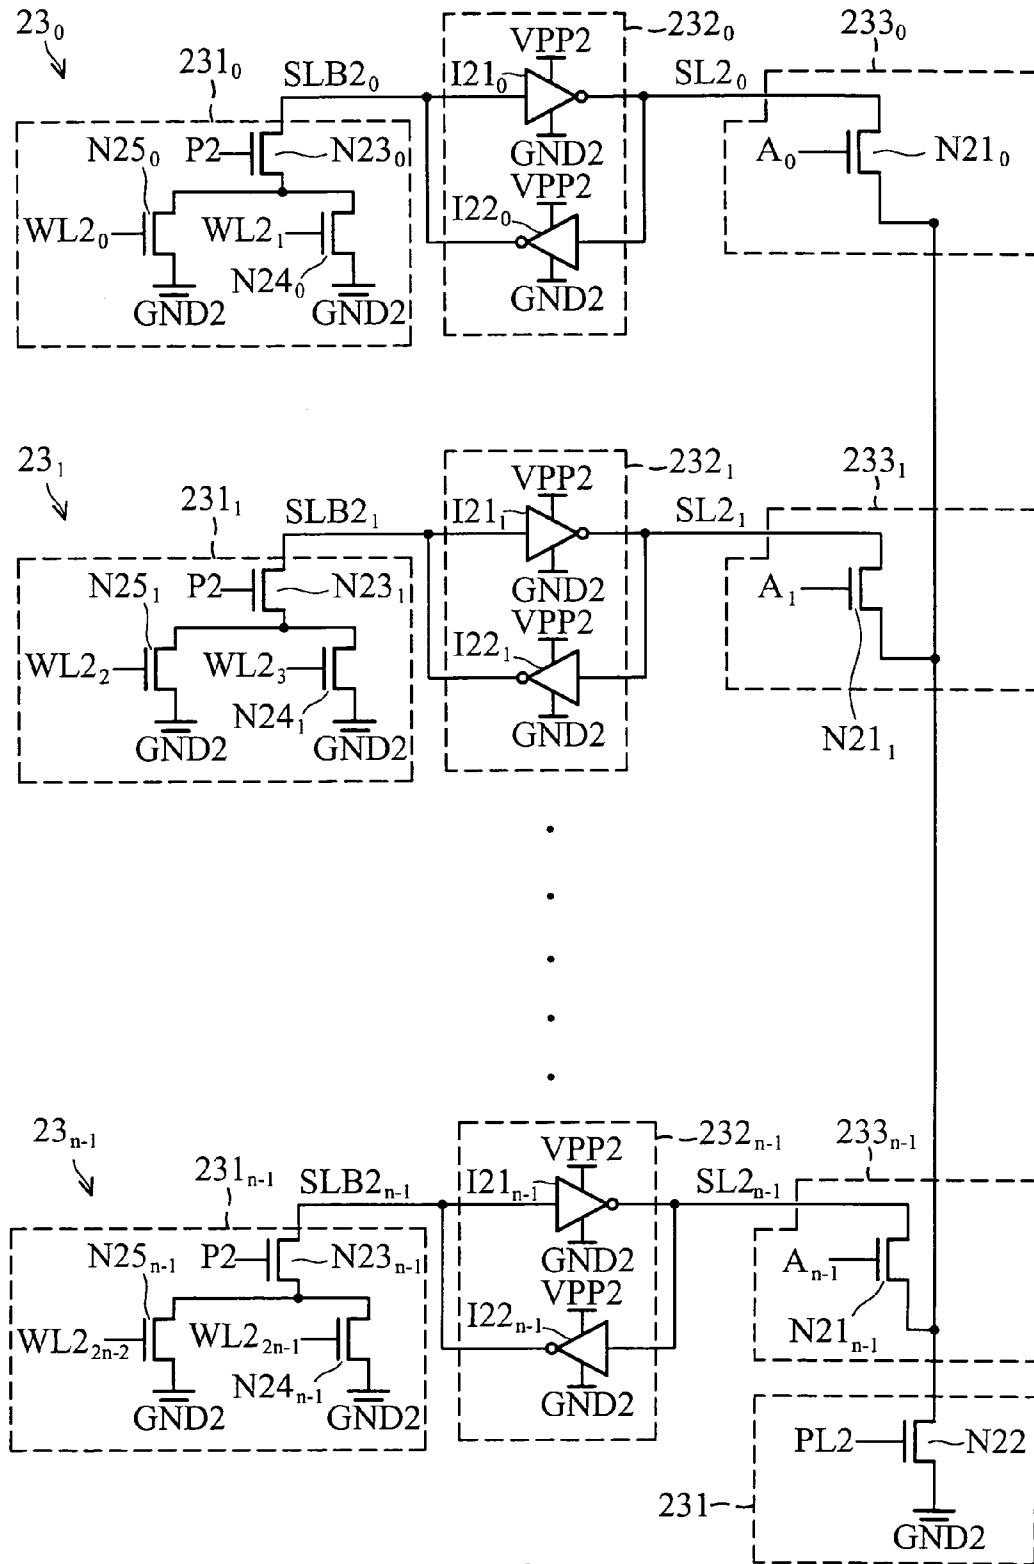 23₀
231₀
SLB2₀
VPP2
I21₀
232₀
SL2₀
233₀
N25₀
P2
N23₀
GND2
A₀
N21₀
VPP2
I22₀
WL2₀
WL2₁
N24₀
GND2
GND2
GND2
23₁
231₁
SLB2₁
VPP2
I21₁
232₁
SL2₁
233₁
N25₁
P2
N23₁
GND2
A₁
VPP2
I22₁
WL2₂
WL2₃
N24₁
GND2
GND2
GND2
N21₁
23ₙ₋₁
231ₙ₋₁
SLB2ₙ₋₁
VPP2
I21ₙ₋₁
232ₙ₋₁
SL2ₙ₋₁
233ₙ₋₁
N25ₙ₋₁
P2
N23ₙ₋₁
GND2
Aₙ₋₁
VPP2
I22ₙ₋₁
WL2₂ₙ₋₂
WL2₂ₙ₋₁
N24ₙ₋₁
GND2
GND2
GND2
N21ₙ₋₁
PL2
N22
231
GND2